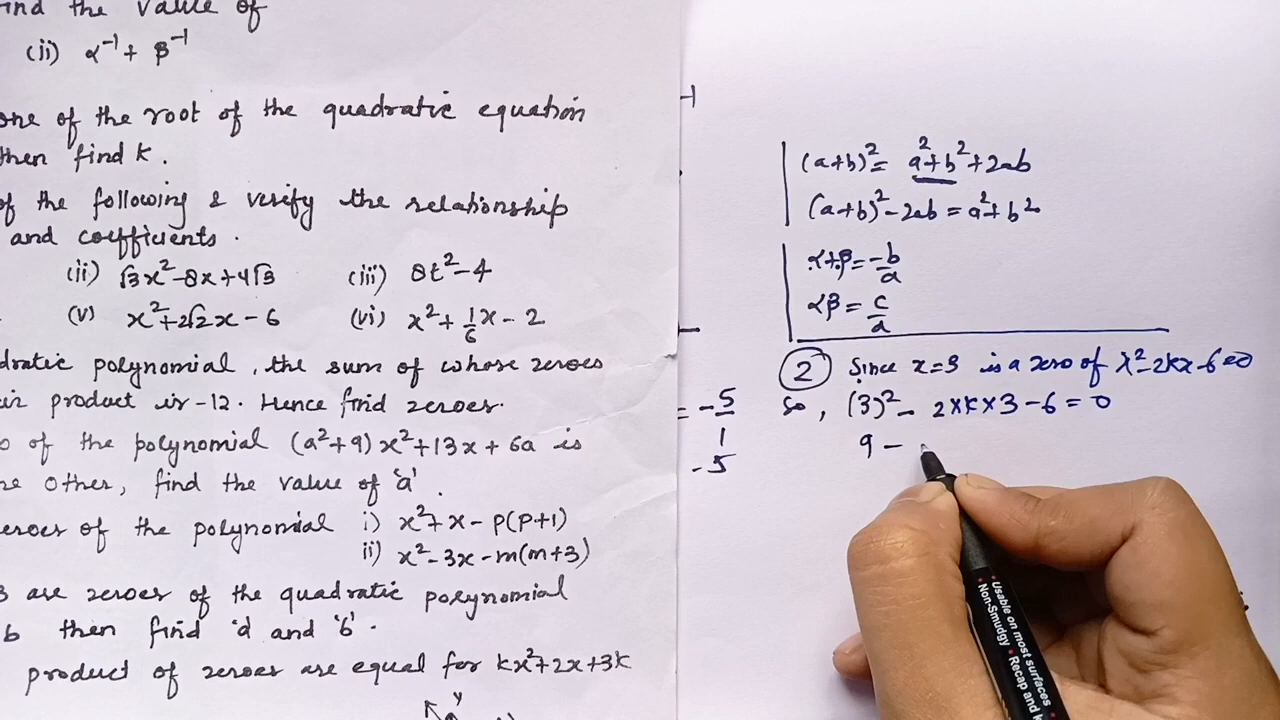 find the value of
(ii) α⁻¹ + β⁻¹
one of the root of the quadratic equation
then find k.
of the following & verify the relationship
and coefficients.
(ii) √3x²-8x+4√3 (iii) 8t²-4
(v) x²+2√2x-6 (vi) x²+1/6x-2
dratic polynomial, the sum of whose zeroes
eir product is -12. Hence find zeroes.
o of the polynomial (a²+9)x²+13x+6a is
he other, find the value of 'a'.
zeroes of the polynomial i) x²+x-p(p+1)
ii) x²-3x-m(m+3)
3 are zeroes of the quadratic polynomial
b then find 'a' and 'b'.
product of zeroes are equal for kx²+2x+3k
y
= -5/1
-5
(a+b)² = a²+b²+2ab
(a+b)²-2ab = a²+b²
α+β = -b/a
αβ = c/a
2 Since x=3 is a zero of x²-2kx-6=0
So, (3)² - 2×k×3-6=0
9 -
Usable on most surfaces
Non-Smudgy • Recap and k